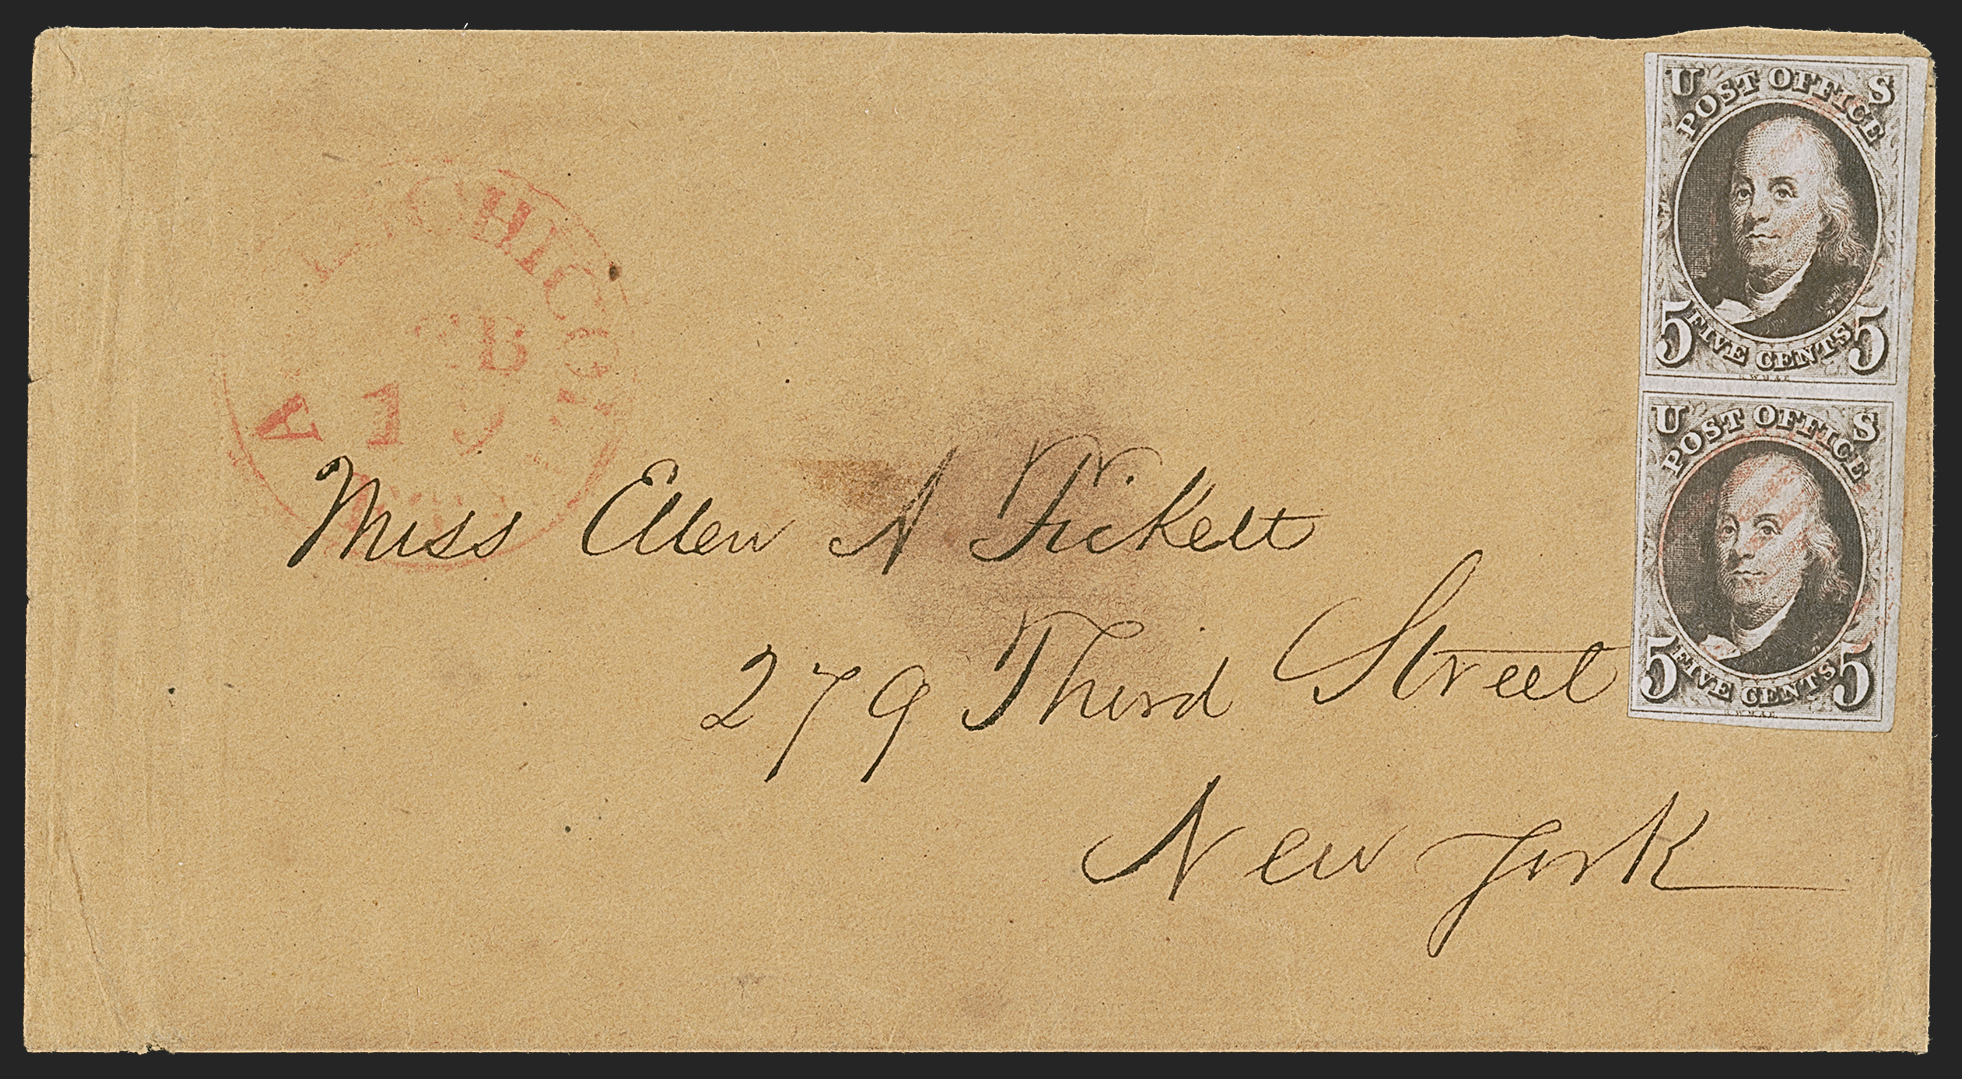 U S
POST OFFICE
5 FIVE CENTS 5
U S
POST OFFICE
5 FIVE CENTS 5
Miss Ellen A Fickett
279 Third Street
New York